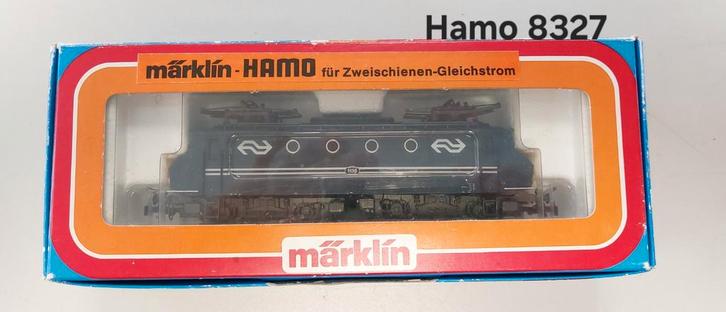 Hamo 8327
märklin - HAMO für Zweischienen-Gleichstrom
märklin